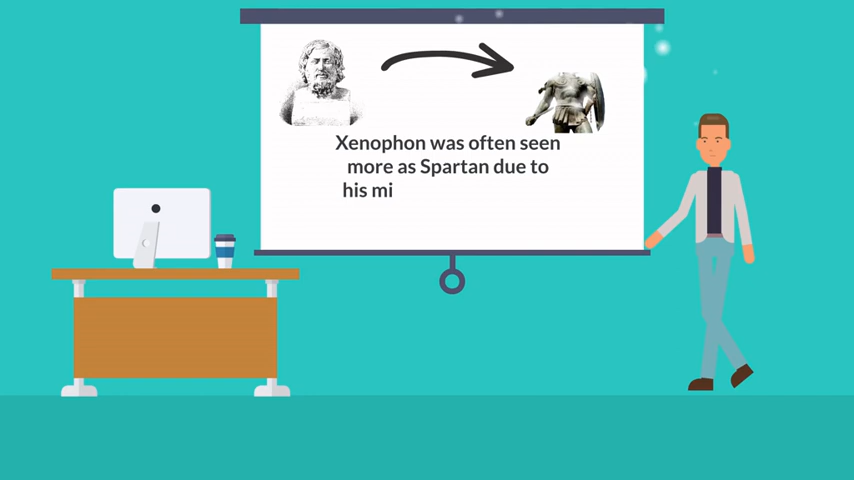 Xenophon was often seen
more as Spartan due to
his mi